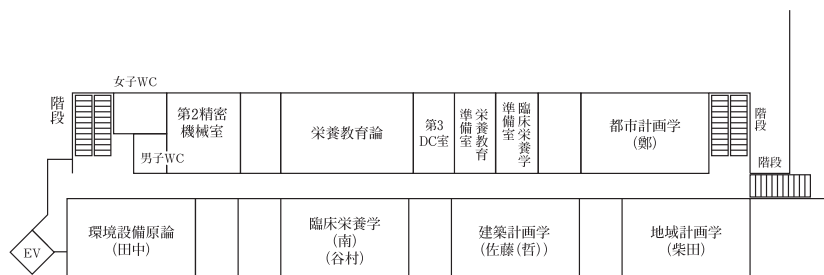 女子WC
階段
第2精密
機械室
男子WC
栄養教育論
第3
DC室
栄養教育
準備室
臨床栄養学
準備室
都市計画学
(鄭)
階段
階段
EV
環境設備原論
(田中)
臨床栄養学
(南)
(谷村)
建築計画学
(佐藤(哲))
地域計画学
(柴田)